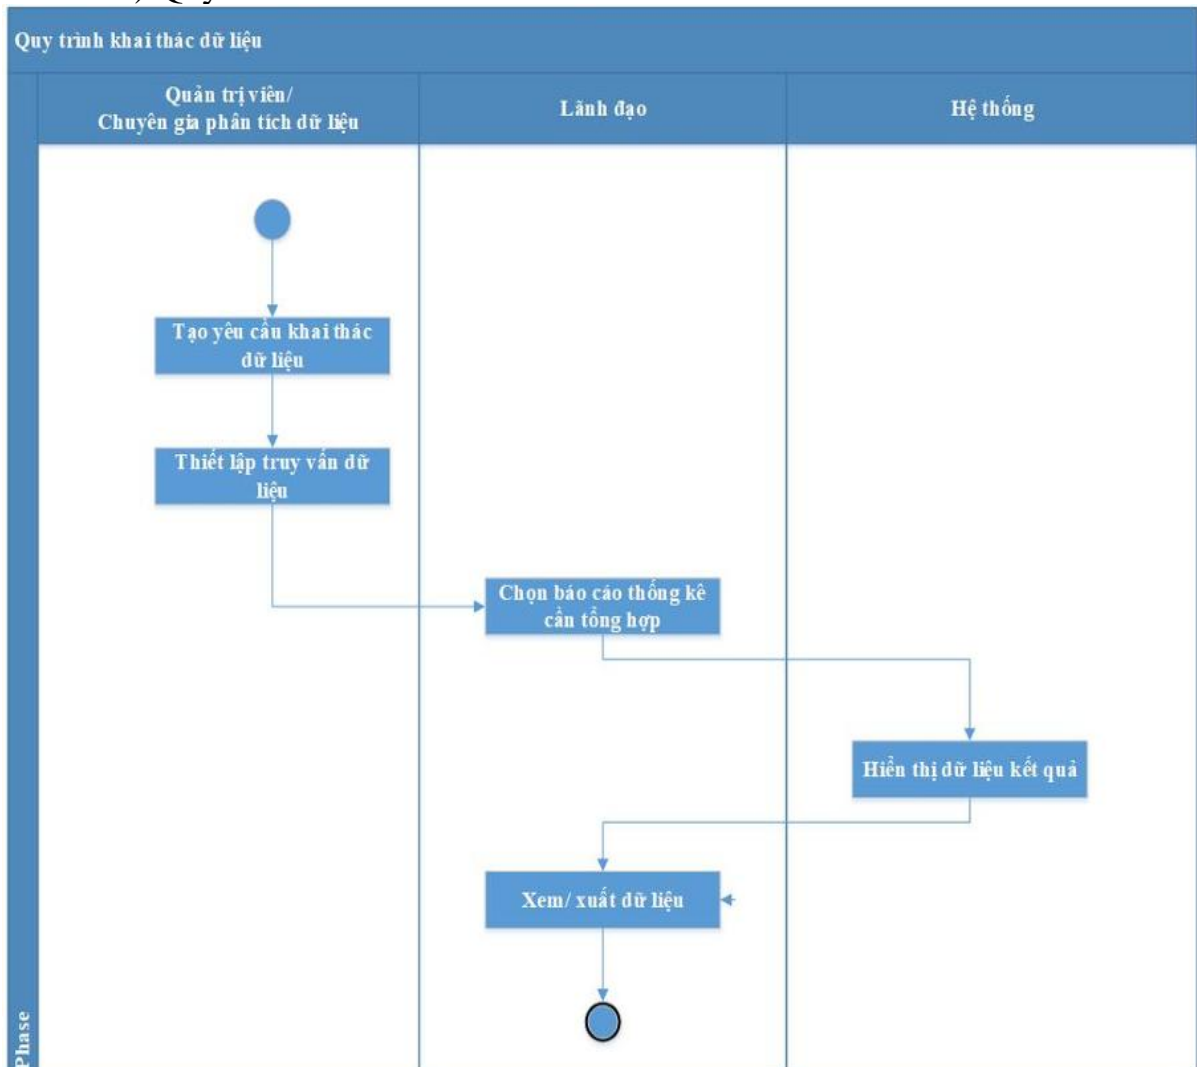 ) Quy
Quy trình khai thác dữ liệu
Quản trị viên/
Chuyên gia phân tích dữ liệu
Lãnh đạo
Hệ thống
Tạo yêu cầu khai thác
dữ liệu
Thiết lập truy vấn dữ
liệu
Chọn báo cáo thống kê
cần tổng hợp
Hiển thị dữ liệu kết quả
Xem/ xuất dữ liệu
Phase